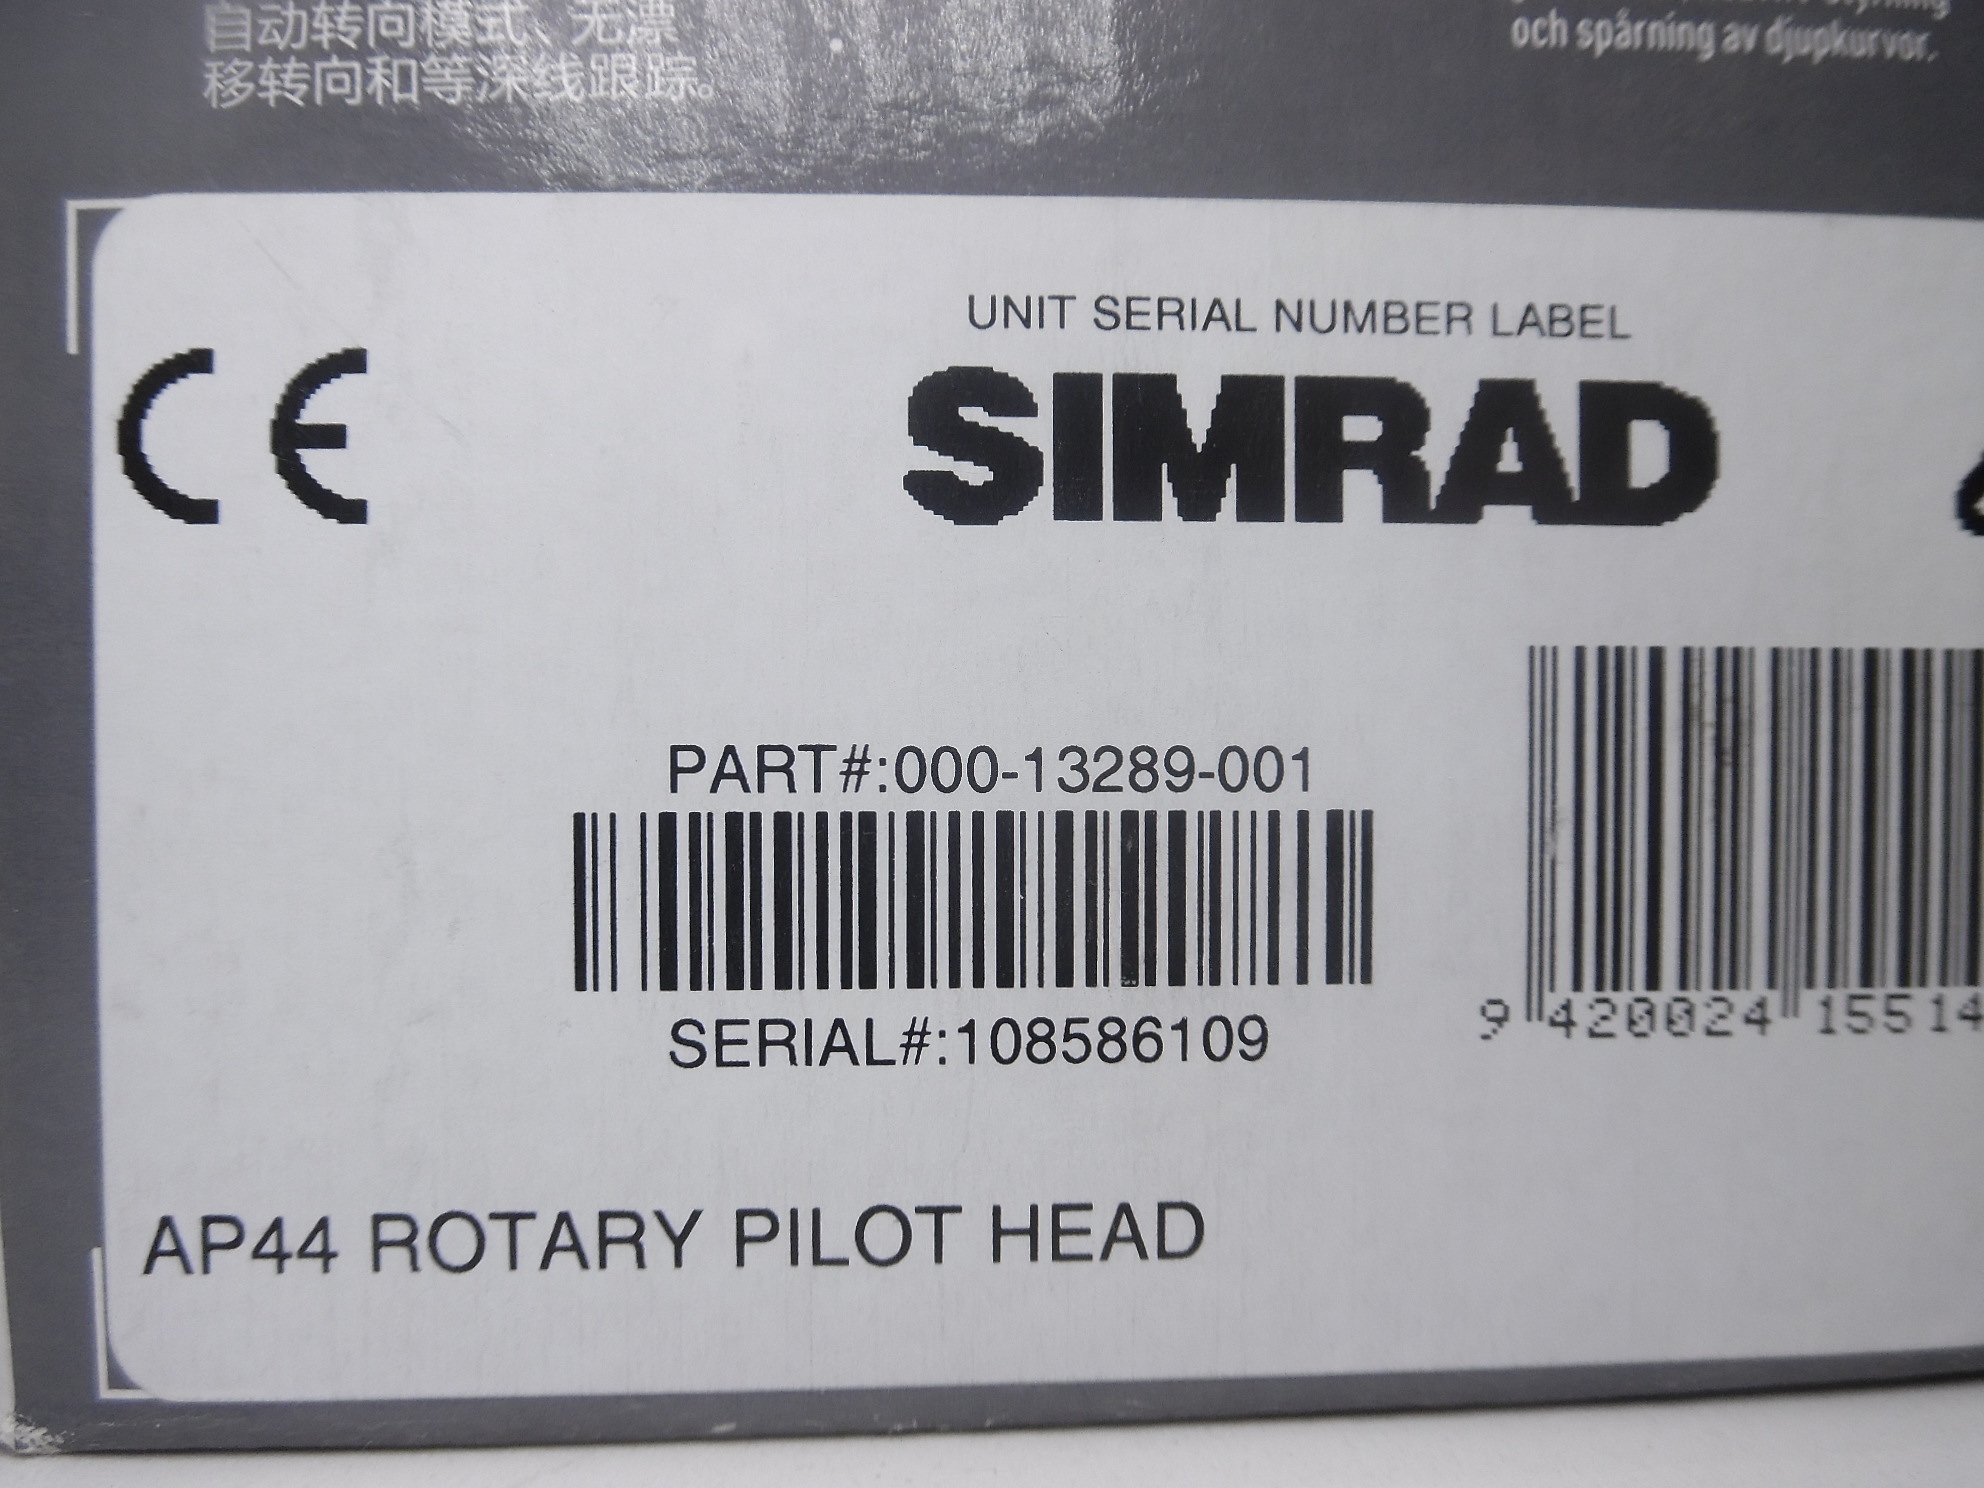 自动转向模式、无漂
移转向和等深线跟踪。
och spårning av djupkurvor.
CE
UNIT SERIAL NUMBER LABEL
SIMRAD
PART#:000-13289-001
SERIAL#:108586109
9 420024 15514
AP44 ROTARY PILOT HEAD